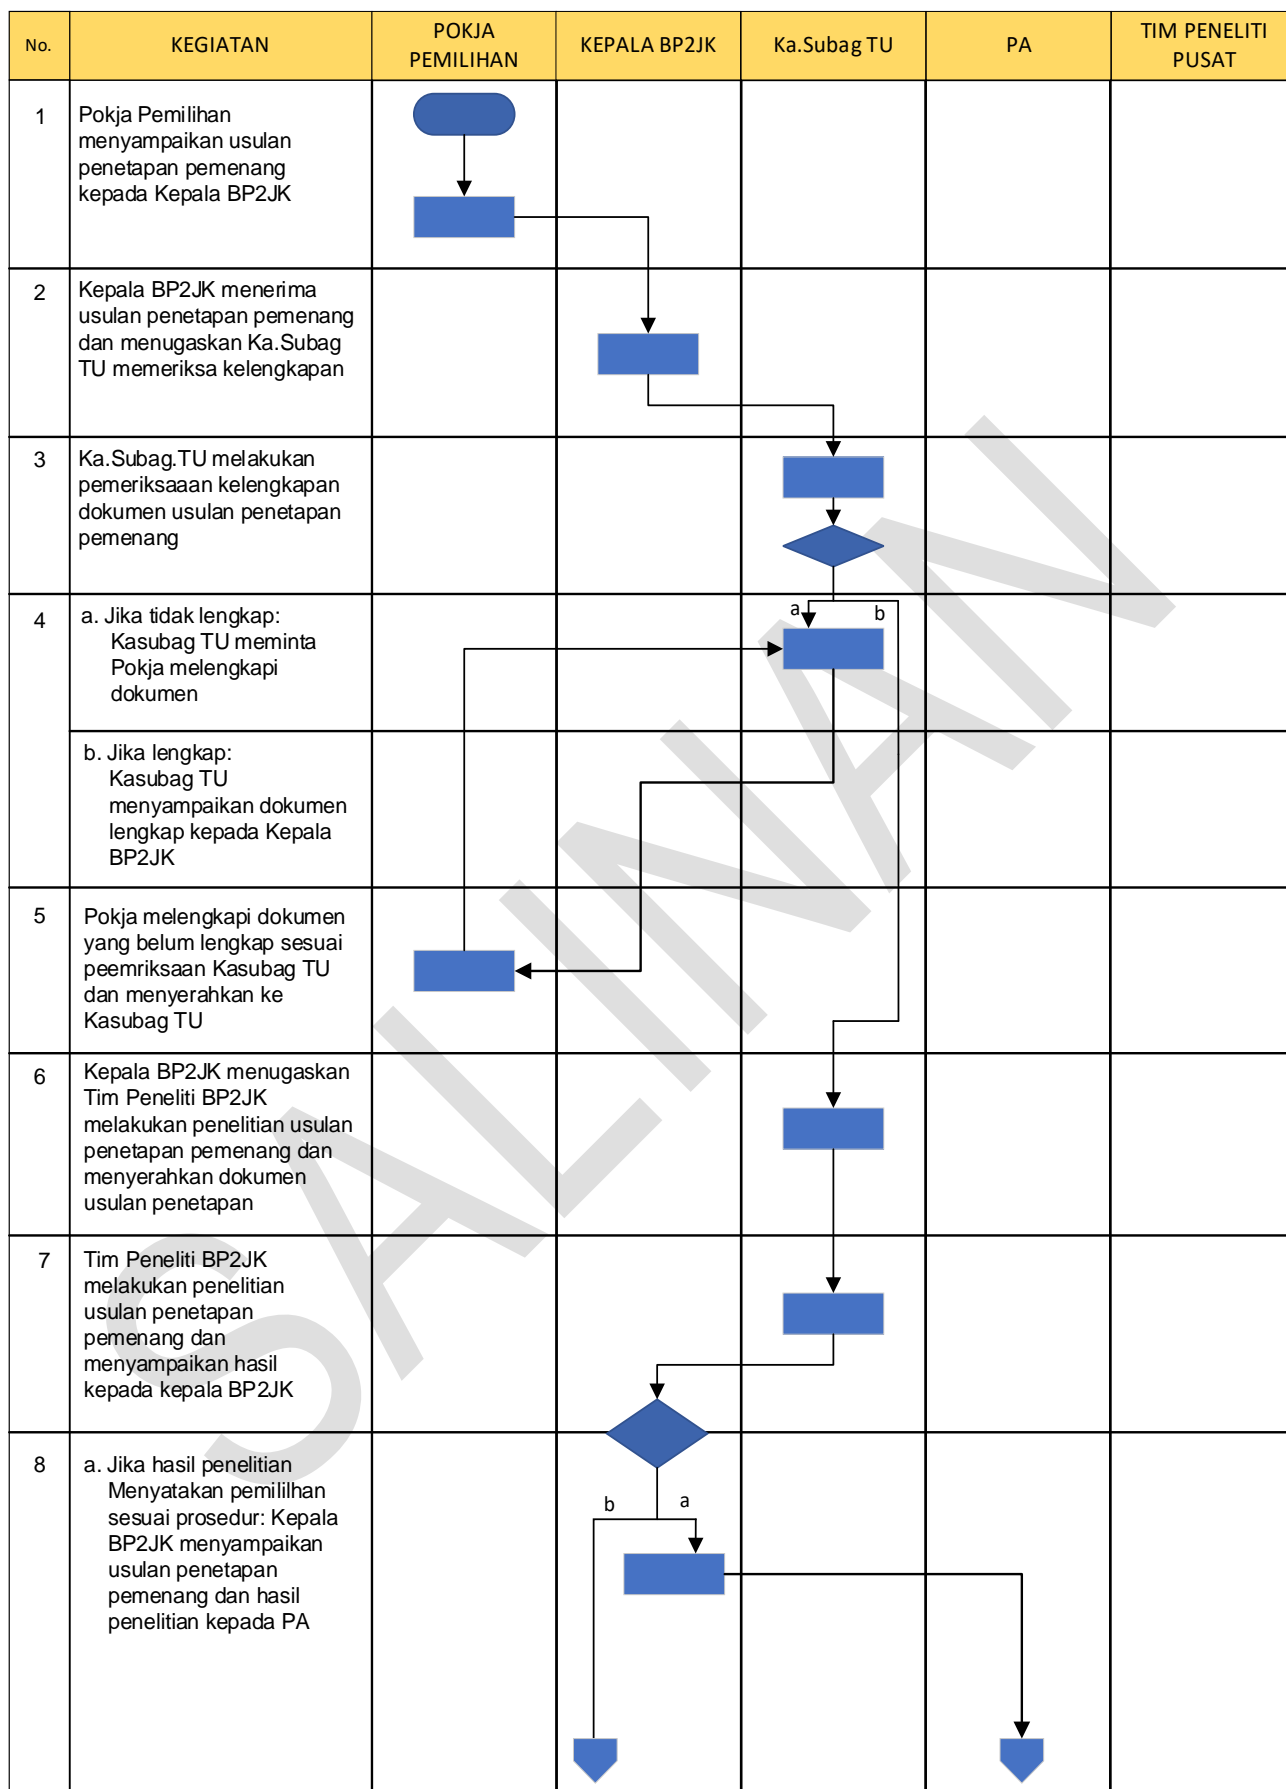 No.
KEGIATAN
POKJA
PEMILIHAN
KEPALA BP2JK
Ka.Subag TU
PA
TIM PENELITI
PUSAT
1
Pokja Pemilihan
menyampaikan usulan
penetapan pemenang
kepada Kepala BP2JK
2
Kepala BP2JK menerima
usulan penetapan pemenang
dan menugaskan Ka.Subag
TU memeriksa kelengkapan
3
Ka.Subag.TU melakukan
pemeriksaaan kelengkapan
dokumen usulan penetapan
pemenang
4
a. Jika tidak lengkap:
Kasubag TU meminta
Pokja melengkapi
dokumen
a
b
b. Jika lengkap:
Kasubag TU
menyampaikan dokumen
lengkap kepada Kepala
BP2JK
5
Pokja melengkapi dokumen
yang belum lengkap sesuai
peemriksaan Kasubag TU
dan menyerahkan ke
Kasubag TU
6
Kepala BP2JK menugaskan
Tim Peneliti BP2JK
melakukan penelitian usulan
penetapan pemenang dan
menyerahkan dokumen
usulan penetapan
7
Tim Peneliti BP2JK
melakukan penelitian
usulan penetapan
pemenang dan
menyampaikan hasil
kepada kepala BP2JK
8
a. Jika hasil penelitian
Menyatakan pemililhan
sesuai prosedur: Kepala
BP2JK menyampaikan
usulan penetapan
pemenang dan hasil
penelitian kepada PA
b
a
SALINAN